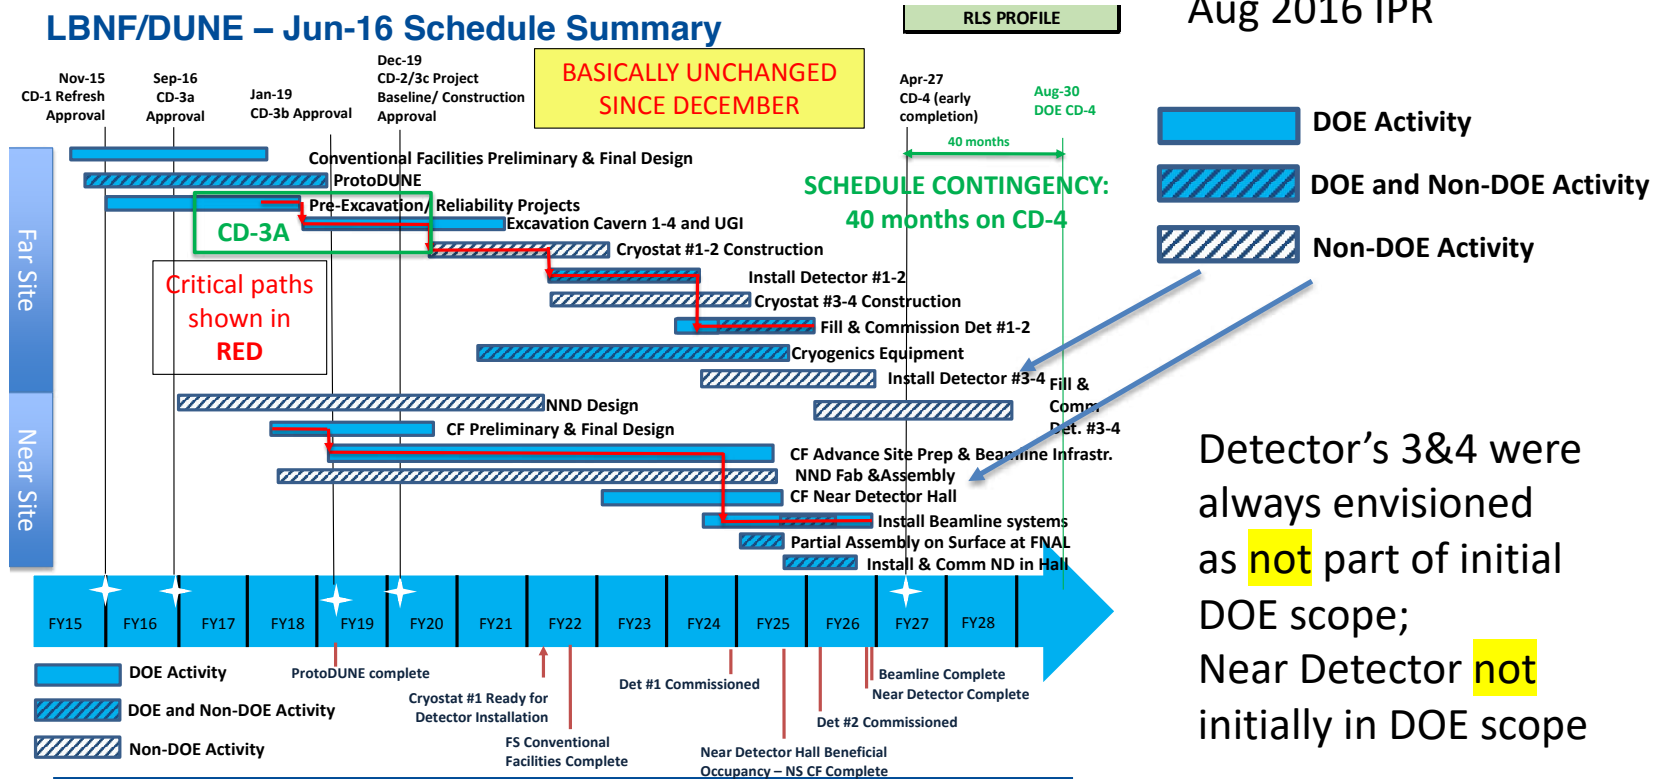 LBNF/DUNE – Jun-16 Schedule Summary
RLS PROFILE
Aug 2016 IPR
Nov-15
CD-1 Refresh
Approval
Sep-16
CD-3a
Approval
Jan-19
CD-3b Approval
Dec-19
CD-2/3c Project
Baseline/ Construction
Approval
BASICALLY UNCHANGED
SINCE DECEMBER
Apr-27
CD-4 (early
completion)
Aug-30
DOE CD-4
40 months
SCHEDULE CONTINGENCY:
40 months on CD-4
DOE Activity
DOE and Non-DOE Activity
Non-DOE Activity
Far Site
Conventional Facilities Preliminary & Final Design
ProtoDUNE
Pre-Excavation/ Reliability Projects
CD-3A
Excavation Cavern 1-4 and UGI
Cryostat #1-2 Construction
Critical paths
shown in
RED
Install Detector #1-2
Cryostat #3-4 Construction
Fill & Commission Det #1-2
Cryogenics Equipment
Install Detector #3-4
Fill &
Comm
Det. #3-4
Near Site
NND Design
CF Preliminary & Final Design
CF Advance Site Prep & Beamline Infrastr.
NND Fab &Assembly
CF Near Detector Hall
Install Beamline systems
Partial Assembly on Surface at FNAL
Install & Comm ND in Hall
Detector's 3&4 were
always envisioned
as not part of initial
DOE scope;
Near Detector not
initially in DOE scope
FY15 FY16 FY17 FY18 FY19 FY20 FY21 FY22 FY23 FY24 FY25 FY26 FY27 FY28
DOE Activity
DOE and Non-DOE Activity
Non-DOE Activity
ProtoDUNE complete
Cryostat #1 Ready for
Detector Installation
FS Conventional
Facilities Complete
Det #1 Commissioned
Near Detector Hall Beneficial
Occupancy – NS CF Complete
Det #2 Commissioned
Beamline Complete
Near Detector Complete